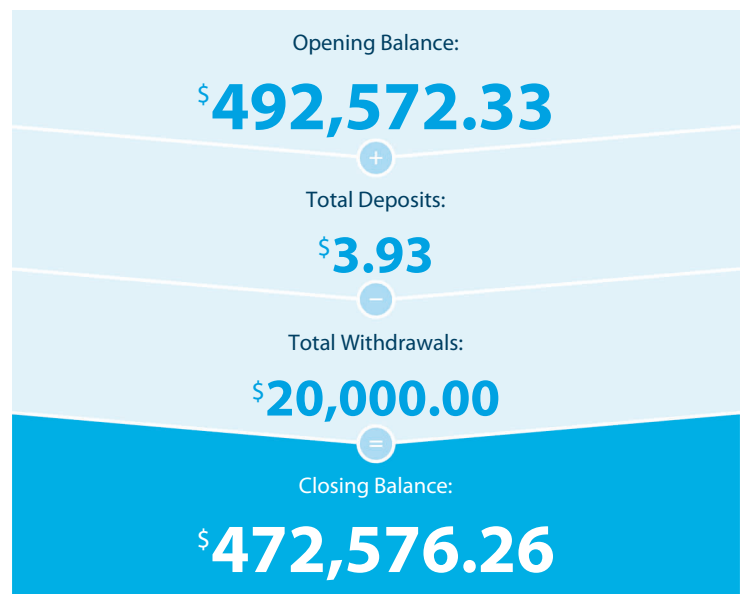 Opening Balance:
$492,572.33
+
Total Deposits:
$3.93
−
Total Withdrawals:
$20,000.00
=
Closing Balance:
$472,576.26